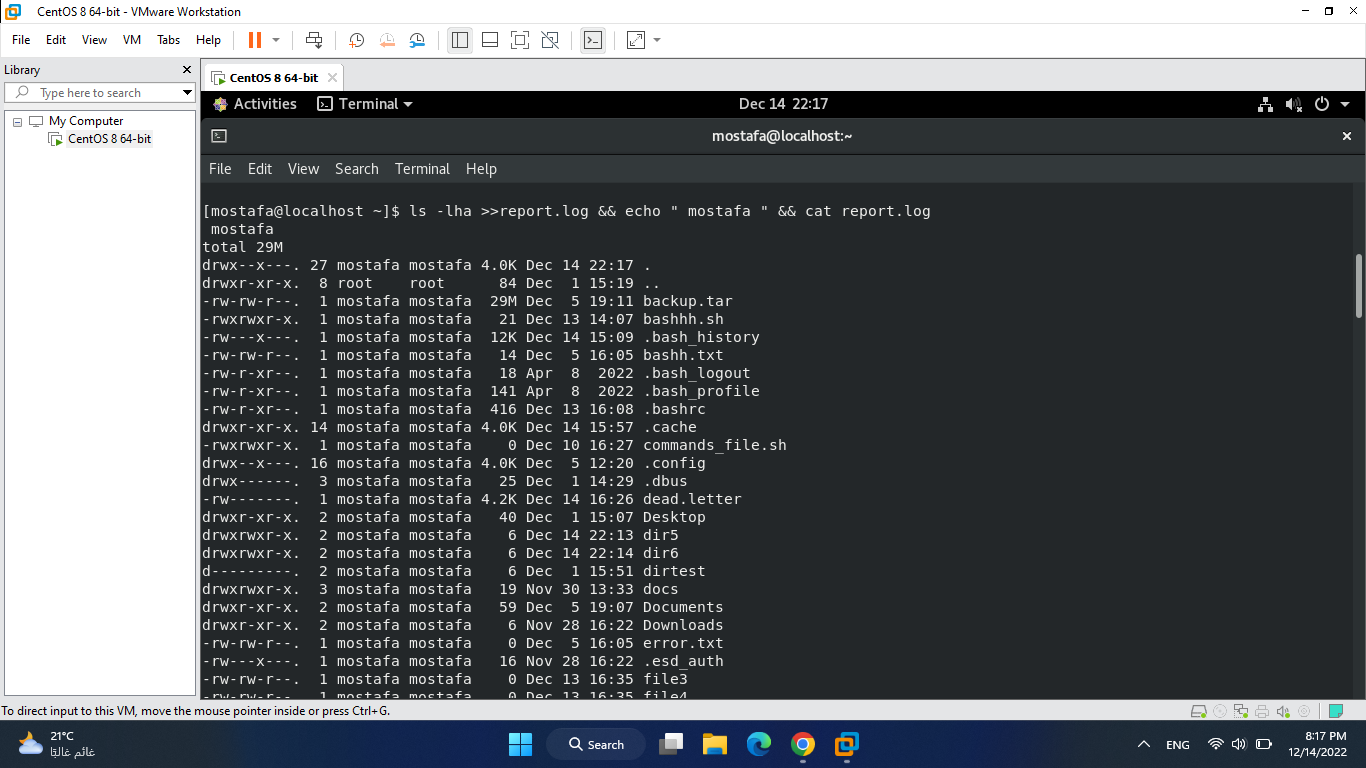 CentOS 8 64-bit - VMware Workstation
File Edit View VM Tabs Help
Library
Type here to search
My Computer
CentOS 8 64-bit
CentOS 8 64-bit
Activities Terminal Dec 14 22:17
mostafa@localhost:~
File Edit View Search Terminal Help
[mostafa@localhost ~]$ ls -lha >>report.log && echo " mostafa " && cat report.log
 mostafa
total 29M
drwx--x---. 27 mostafa mostafa 4.0K Dec 14 22:17 .
drwxr-xr-x.  8 root    root      84 Dec  1 15:19 ..
-rw-rw-r--.  1 mostafa mostafa  29M Dec  5 19:11 backup.tar
-rwxrwxr-x.  1 mostafa mostafa   21 Dec 13 14:07 bashhh.sh
-rw---x---.  1 mostafa mostafa  12K Dec 14 15:09 .bash_history
-rw-rw-r--.  1 mostafa mostafa   14 Dec  5 16:05 bashh.txt
-rw-r-xr--.  1 mostafa mostafa   18 Apr  8  2022 .bash_logout
-rw-r-xr--.  1 mostafa mostafa  141 Apr  8  2022 .bash_profile
-rw-r-xr--.  1 mostafa mostafa  416 Dec 13 16:08 .bashrc
drwxr-xr-x. 14 mostafa mostafa 4.0K Dec 14 15:57 .cache
-rwxrwxr-x.  1 mostafa mostafa    0 Dec 10 16:27 commands_file.sh
drwx--x---. 16 mostafa mostafa 4.0K Dec  5 12:20 .config
drwx------.  3 mostafa mostafa   25 Dec  1 14:29 .dbus
-rw-------.  1 mostafa mostafa 4.2K Dec 14 16:26 dead.letter
drwxr-xr-x.  2 mostafa mostafa   40 Dec  1 15:07 Desktop
drwxrwxr-x.  2 mostafa mostafa    6 Dec 14 22:13 dir5
drwxrwxr-x.  2 mostafa mostafa    6 Dec 14 22:14 dir6
d---------.  2 mostafa mostafa    6 Dec  1 15:51 dirtest
drwxrwxr-x.  3 mostafa mostafa   19 Nov 30 13:33 docs
drwxr-xr-x.  2 mostafa mostafa   59 Dec  5 19:07 Documents
drwxr-xr-x.  2 mostafa mostafa    6 Nov 28 16:22 Downloads
-rw-rw-r--.  1 mostafa mostafa    0 Dec  5 16:05 error.txt
-rw---x---.  1 mostafa mostafa   16 Nov 28 16:22 .esd_auth
-rw-rw-r--.  1 mostafa mostafa    0 Dec 13 16:35 file3
-rw-rw-r--.  1 mostafa mostafa    0 Dec 13 16:35 file4
To direct input to this VM, move the mouse pointer inside or press Ctrl+G.
21°C
غائم غالبًا
Search
ENG
8:17 PM
12/14/2022